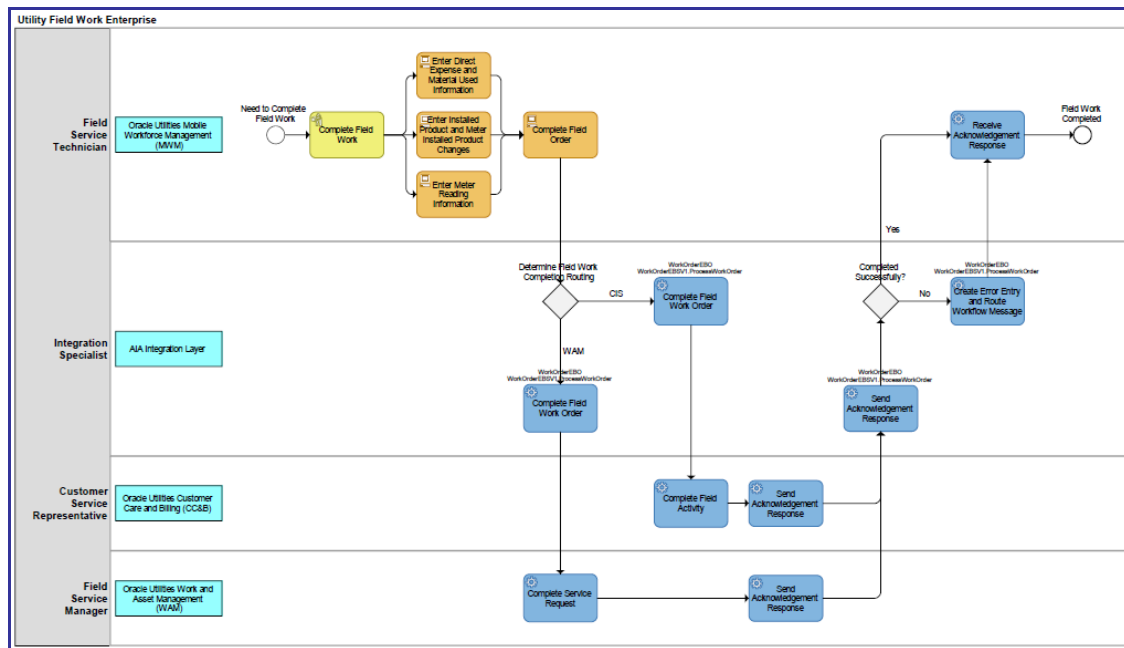 Utility Field Work Enterprise
Field
Service
Technician
Oracle Utilities Mobile
Workforce Management
(MWM)
Need to Complete
Field Work
Complete Field
Work
Enter Direct
Expense and
Material Used
Information
Enter Installed
Product and Meter
Installed Product
Changes
Enter Meter
Reading
Information
Complete Field
Order
Receive
Acknowledgement
Response
Field Work
Completed
Yes
Integration
Specialist
AIA Integration Layer
Determine Field Work
Completion Routing
CIS
WAM
WorkOrderEBO
WorkOrderEBSV1.ProcessWorkOrder
Complete Field
Work Order
WorkOrderEBO
WorkOrderEBSV1.ProcessWorkOrder
Complete Field
Work Order
Completed
Successfully?
No
WorkOrderEBO
WorkOrderEBSV1.ProcessWorkOrder
Create Error Entry
and Route
Workflow Message
WorkOrderEBO
WorkOrderEBSV1.ProcessWorkOrder
Send
Acknowledgement
Response
Customer
Service
Representative
Oracle Utilities Customer
Care and Billing (CC&B)
Complete Field
Activity
Send
Acknowledgement
Response
Field
Service
Manager
Oracle Utilities Work and
Asset Management
(WAM)
Complete Service
Request
Send
Acknowledgement
Response